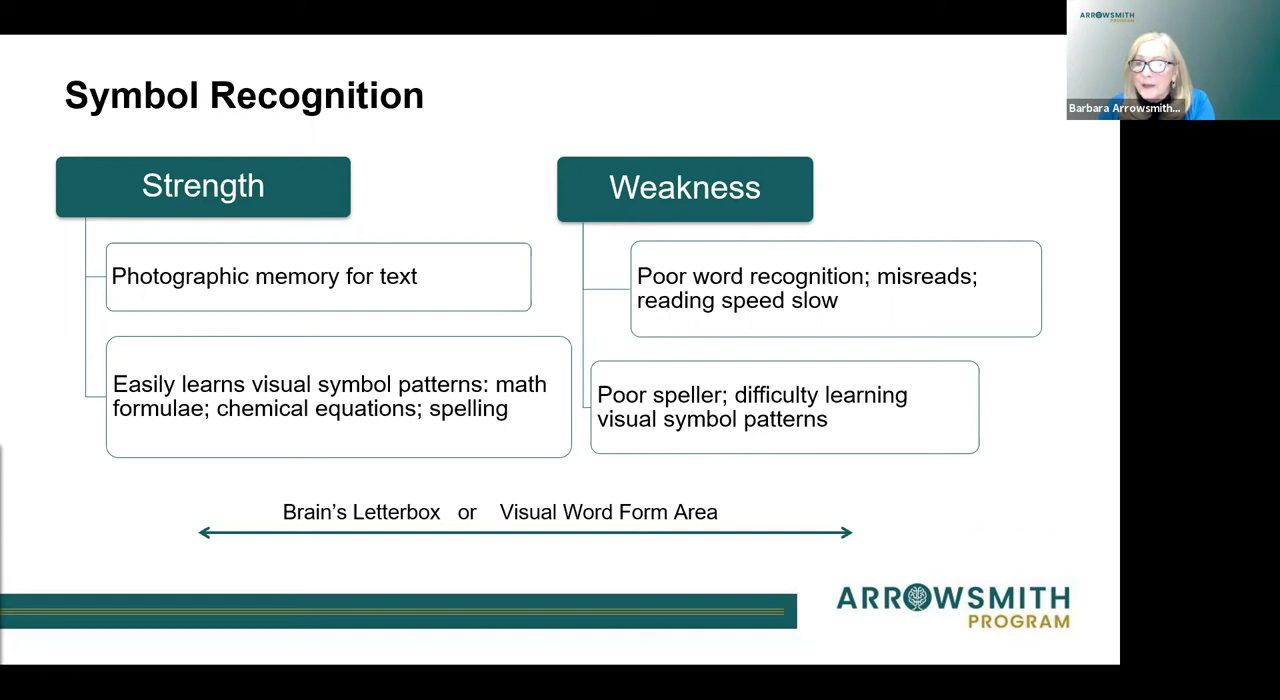 ARROWSMITH
PROGRAM
Barbara Arrowsmith...
Symbol Recognition
Strength
Photographic memory for text
Easily learns visual symbol patterns: math
formulae; chemical equations; spelling
Weakness
Poor word recognition; misreads;
reading speed slow
Poor speller; difficulty learning
visual symbol patterns
Brain’s Letterbox or Visual Word Form Area
ARROWSMITH
PROGRAM